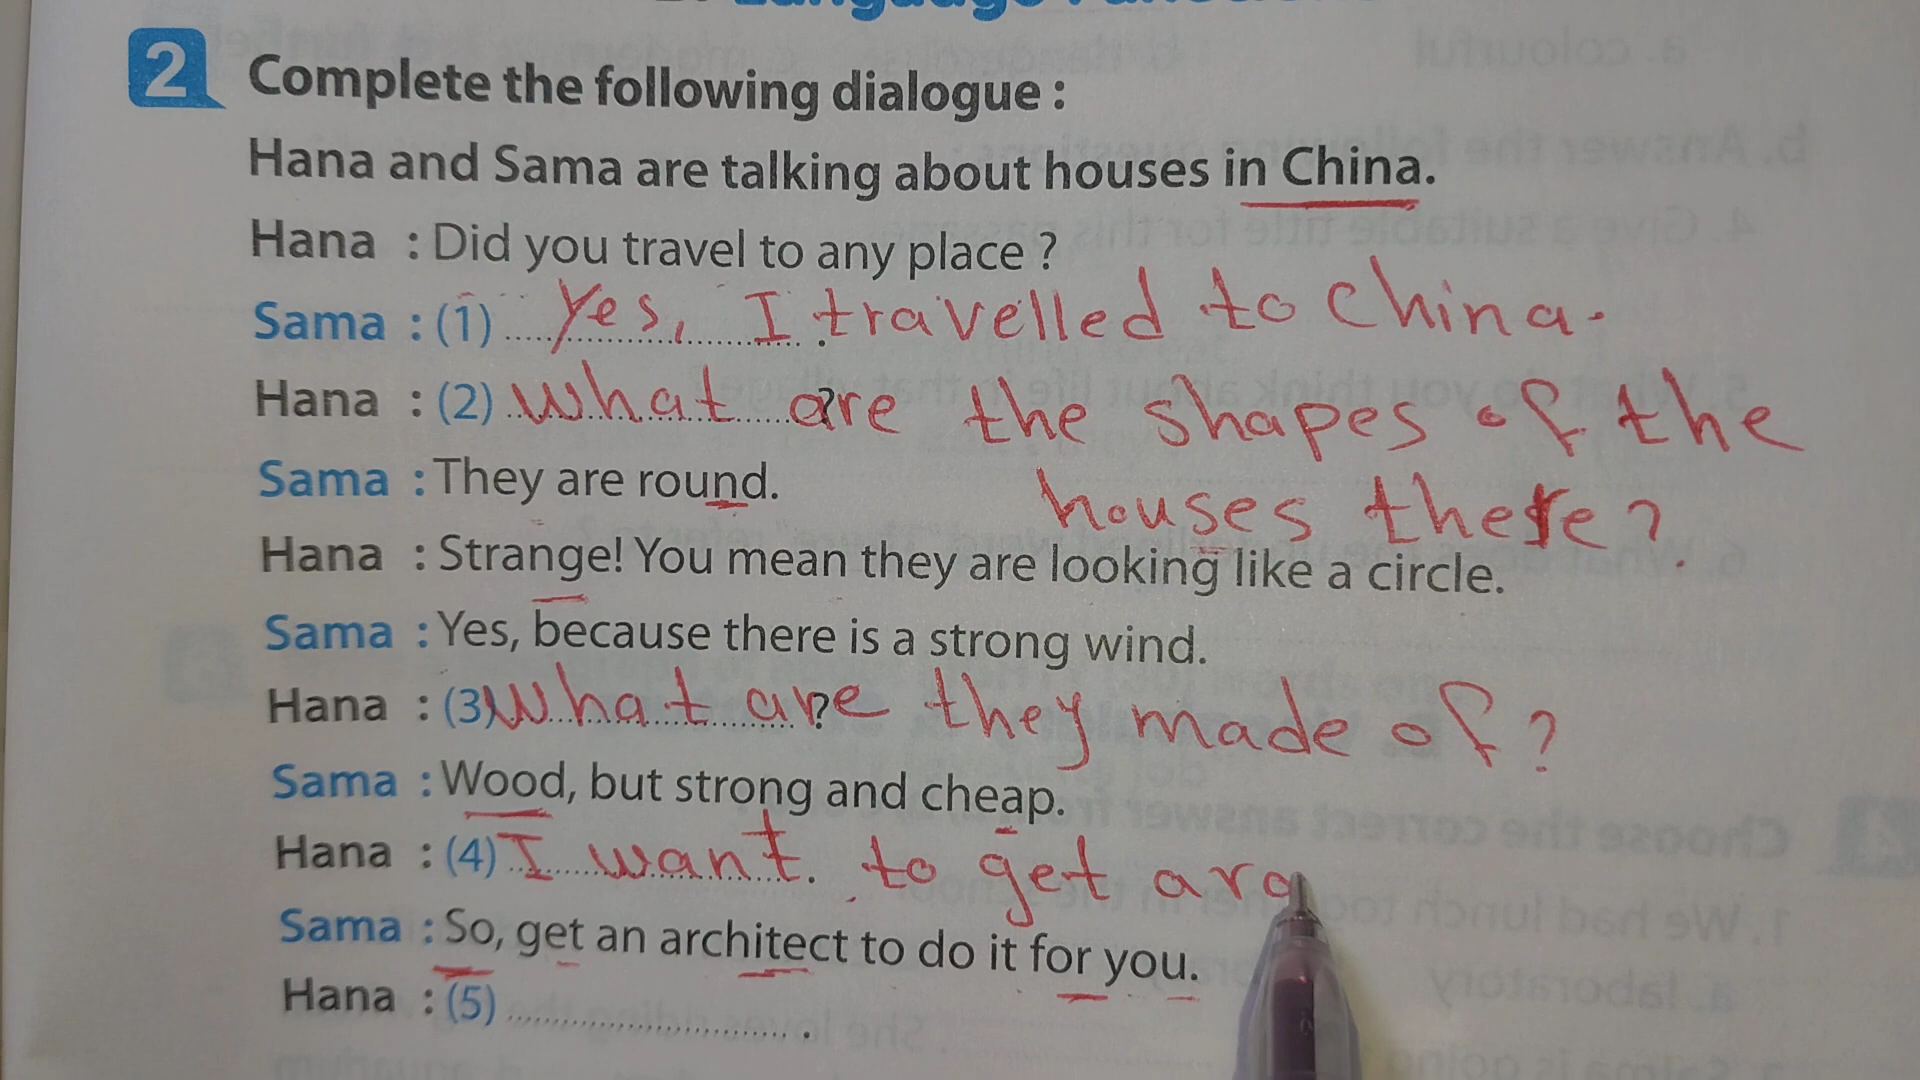 2 Complete the following dialogue :
Hana and Sama are talking about houses in China.
Hana : Did you travel to any place ?
Sama : (1) Yes, I travelled to China.
Hana : (2) What are the shapes of the
houses there?
Sama : They are round.
Hana : Strange! You mean they are looking like a circle.
Sama : Yes, because there is a strong wind.
Hana : (3) What are they made of?
Sama : Wood, but strong and cheap.
Hana : (4) I want to get aro
Sama : So, get an architect to do it for you.
Hana : (5) ........................ .